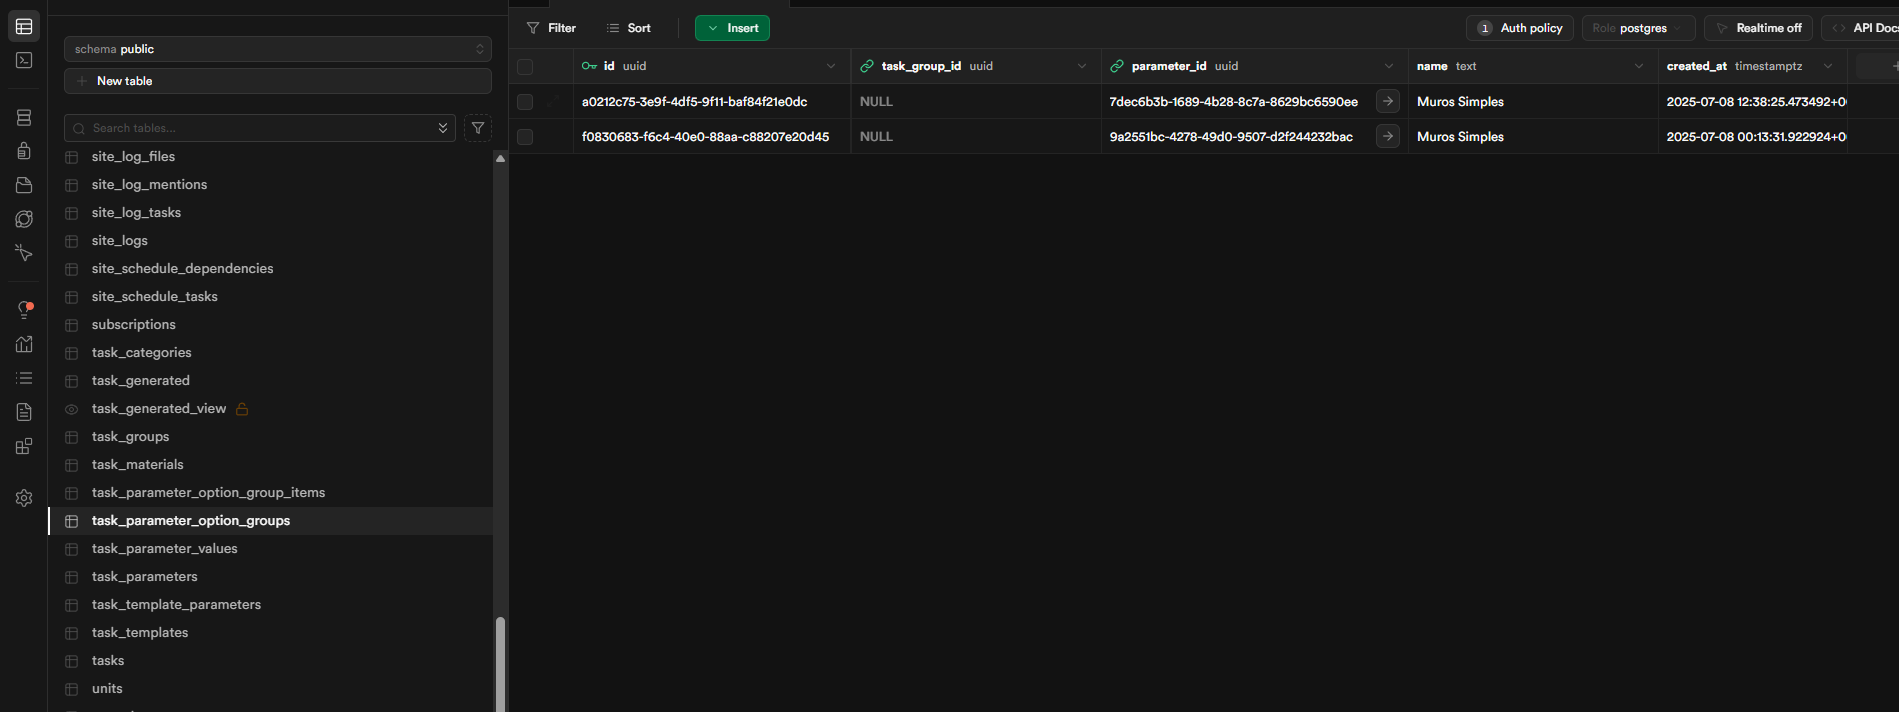 schema public
New table
Search tables...
site_log_files
site_log_mentions
site_log_tasks
site_logs
site_schedule_dependencies
site_schedule_tasks
subscriptions
task_categories
task_generated
task_generated_view
task_groups
task_materials
task_parameter_option_group_items
task_parameter_option_groups
task_parameter_values
task_parameters
task_template_parameters
task_templates
tasks
units
Filter Sort Insert 1 Auth policy Role postgres Realtime off API Docs
id uuid task_group_id uuid parameter_id uuid name text created_at timestamptz
a0212c75-3e9f-4df5-9f11-baf84f21e0dc NULL 7dec6b3b-1689-4b28-8c7a-8629bc6590ee Muros Simples 2025-07-08 12:38:25.473492+0
f0830683-f6c4-40e0-88aa-c88207e20d45 NULL 9a2551bc-4278-49d0-9507-d2f244232bac Muros Simples 2025-07-08 00:13:31.922924+0